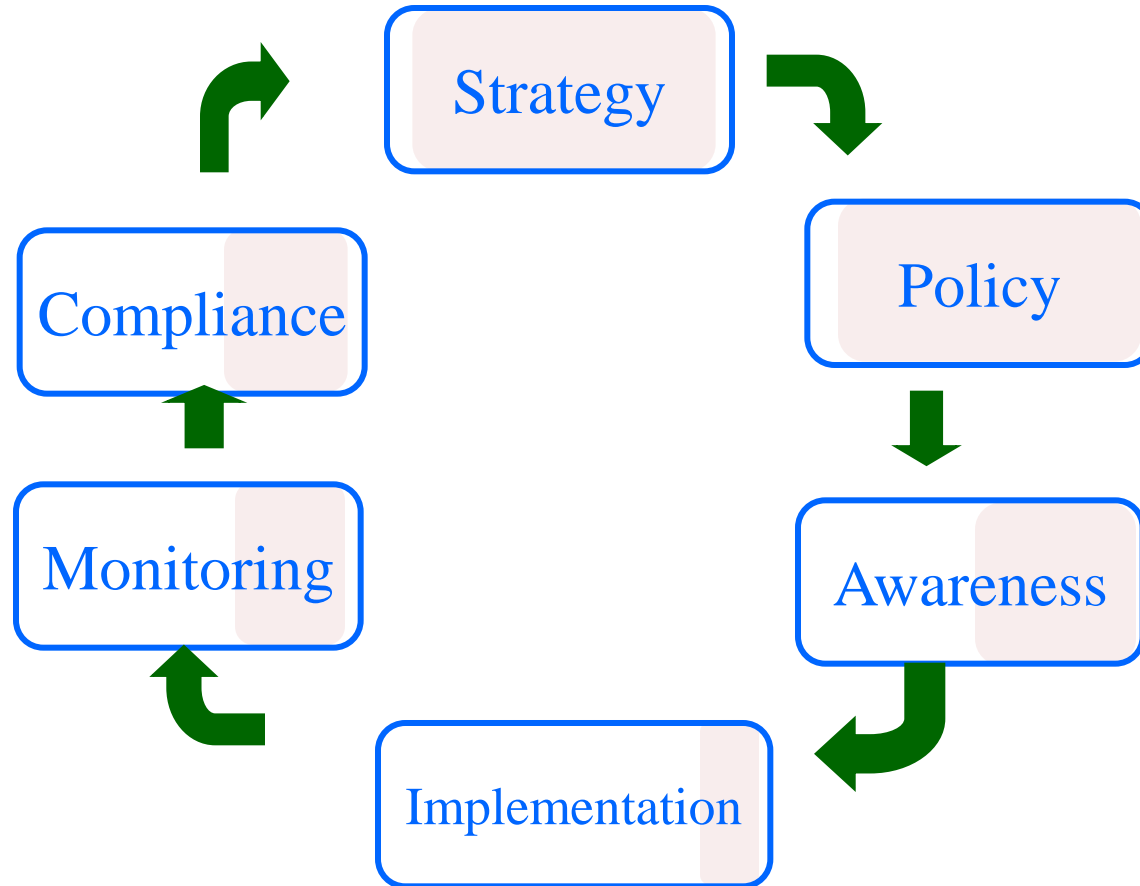 Strategy
Policy
Awareness
Implementation
Monitoring
Compliance